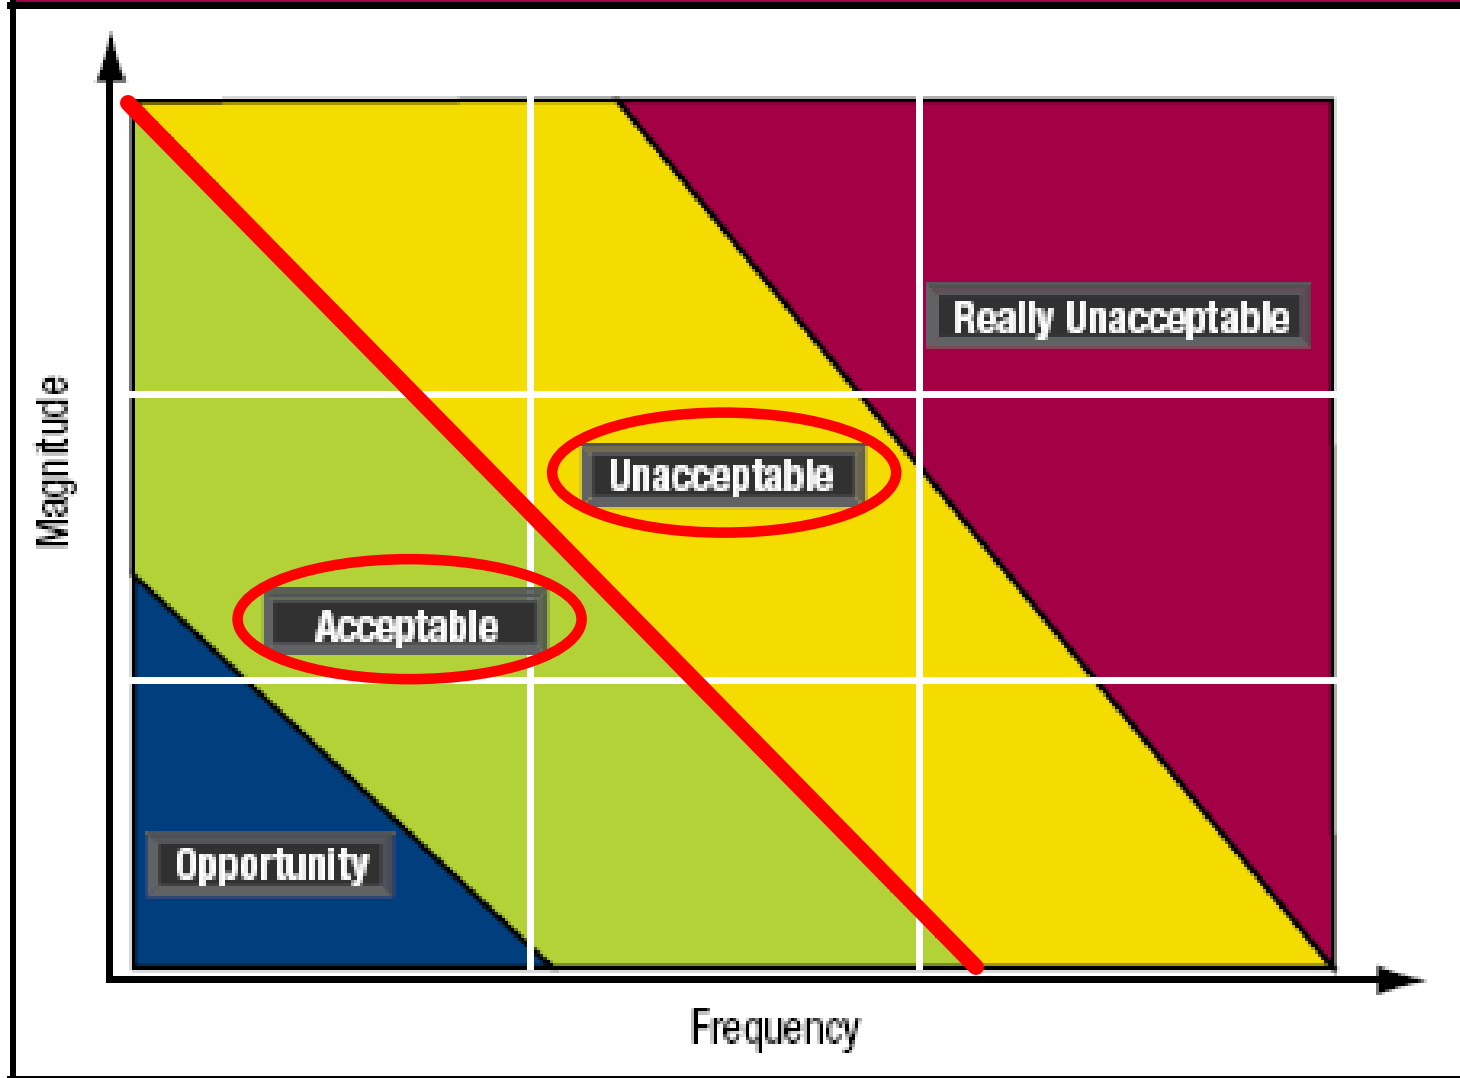 Really Unacceptable
Unacceptable
Magnitude
Acceptable
Opportunity
Frequency